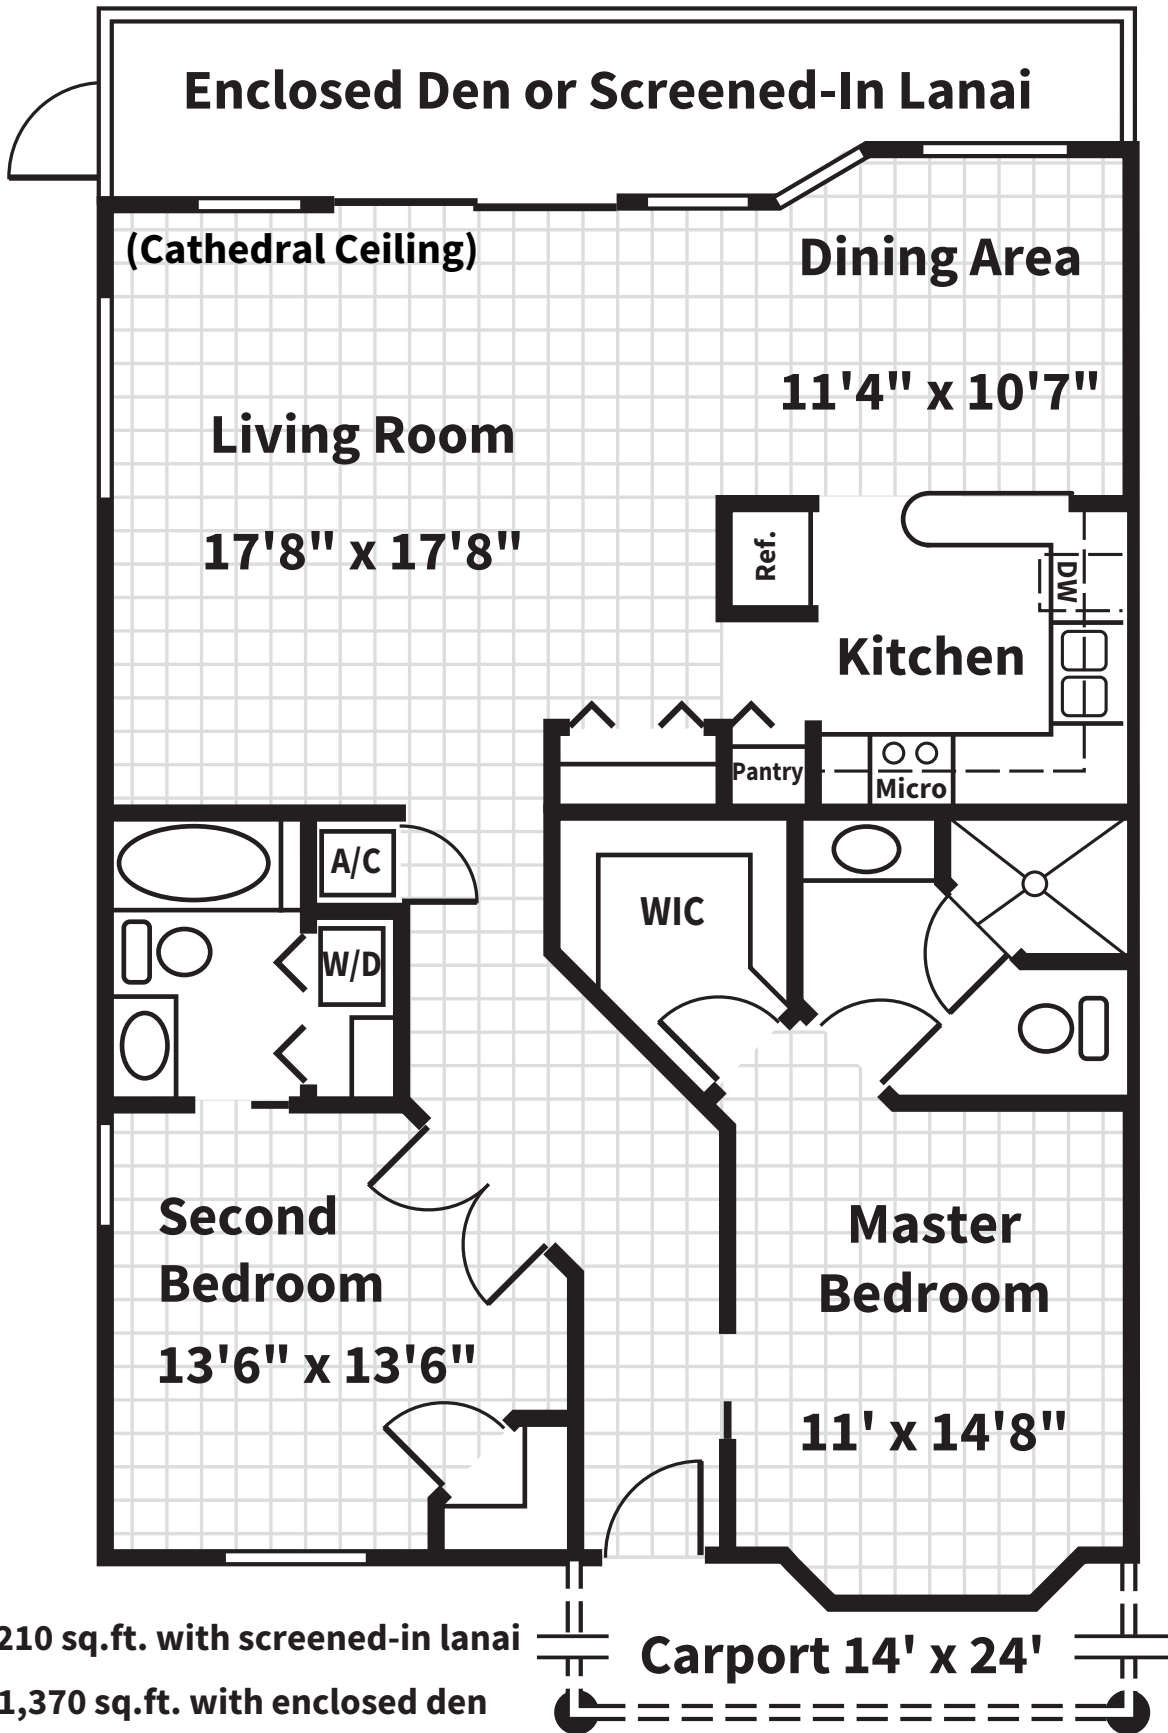 Enclosed Den or Screened-In Lanai
(Cathedral Ceiling)
Dining Area
11'4" x 10'7"
Living Room
17'8" x 17'8"
Ref.
DW
Kitchen
Pantry
Micro
A/C
WIC
W/D
Second
Bedroom
13'6" x 13'6"
Master
Bedroom
11' x 14'8"
210 sq.ft. with screened-in lanai
Carport 14' x 24'
1,370 sq.ft. with enclosed den